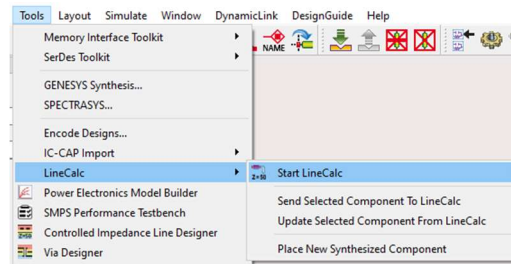 Tools Layout Simulate Window DynamicLink DesignGuide Help
Memory Interface Toolkit
NAME
SerDes Toolkit
GENESYS Synthesis...
SPECTRASYS...
Encode Designs...
IC-CAP Import
LineCalc
Start LineCalc
Power Electronics Model Builder
SMPS Performance Testbench
Send Selected Component To LineCalc
Controlled Impedance Line Designer
Update Selected Component From LineCalc
Via Designer
Place New Synthesized Component